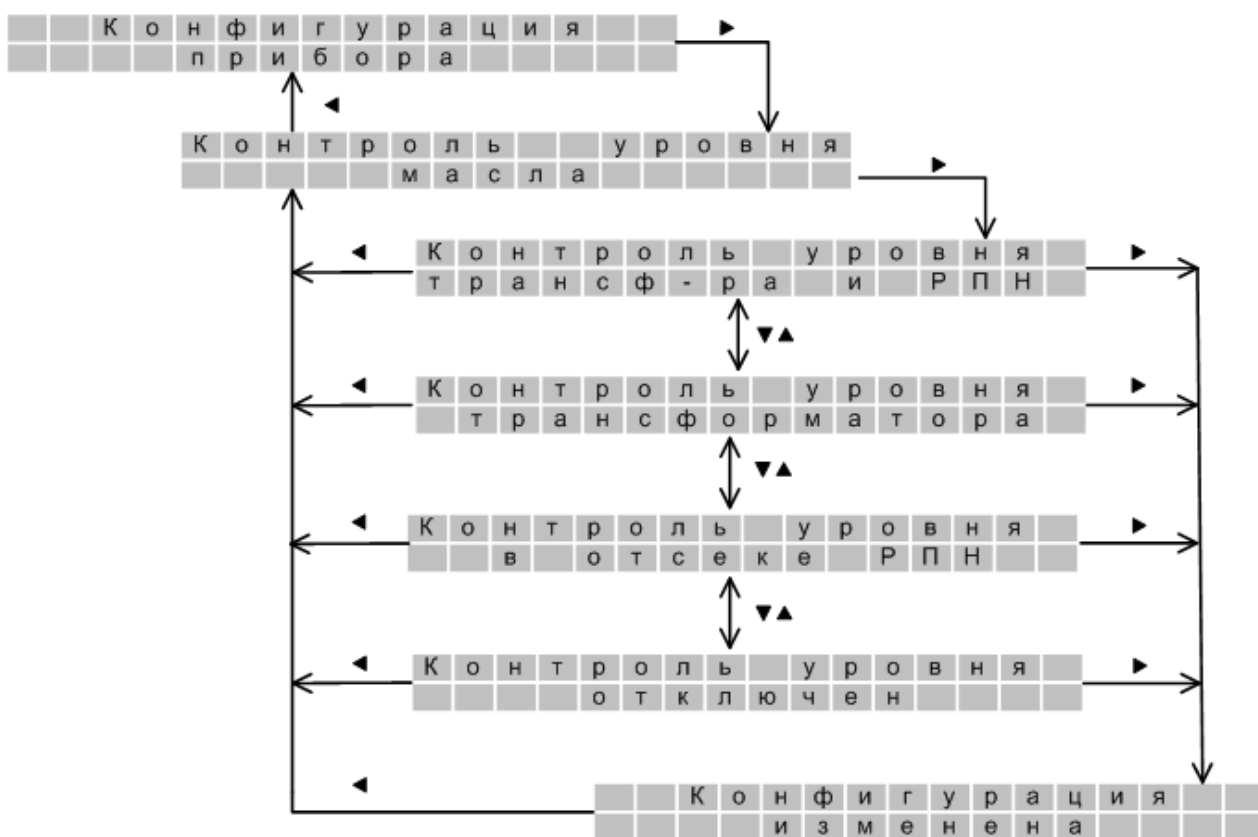 Конфигурация
прибора
Контроль уровня
масла
Контроль уровня
трансф-ра и РПН
Контроль уровня
трансформатора
Контроль уровня
в отсеке РПН
Контроль уровня
отключен
Конфигурация
изменена